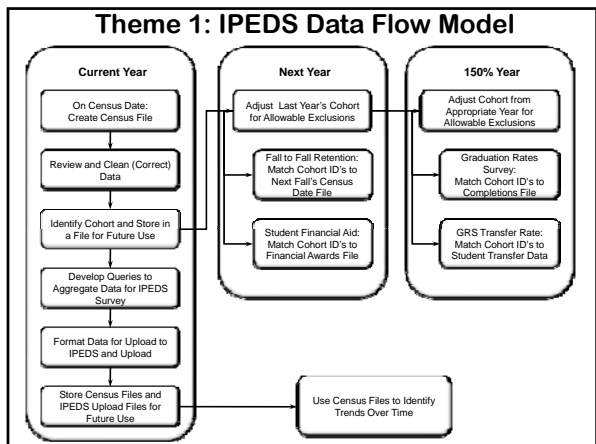 Theme 1: IPEDS Data Flow Model
Current Year
On Census Date:
Create Census File
Review and Clean (Correct)
Data
Identify Cohort and Store in
a File for Future Use
Develop Queries to
Aggregate Data for IPEDS
Survey
Format Data for Upload to
IPEDS and Upload
Store Census Files and
IPEDS Upload Files for
Future Use
Next Year
Adjust Last Year's Cohort
for Allowable Exclusions
Fall to Fall Retention:
Match Cohort ID's to
Next Fall's Census
Date File
Student Financial Aid:
Match Cohort ID's to
Financial Awards File
150% Year
Adjust Cohort from
Appropriate Year for
Allowable Exclusions
Graduation Rates
Survey:
Match Cohort ID's to
Completions File
GRS Transfer Rate:
Match Cohort ID's to
Student Transfer Data
Use Census Files to Identify
Trends Over Time